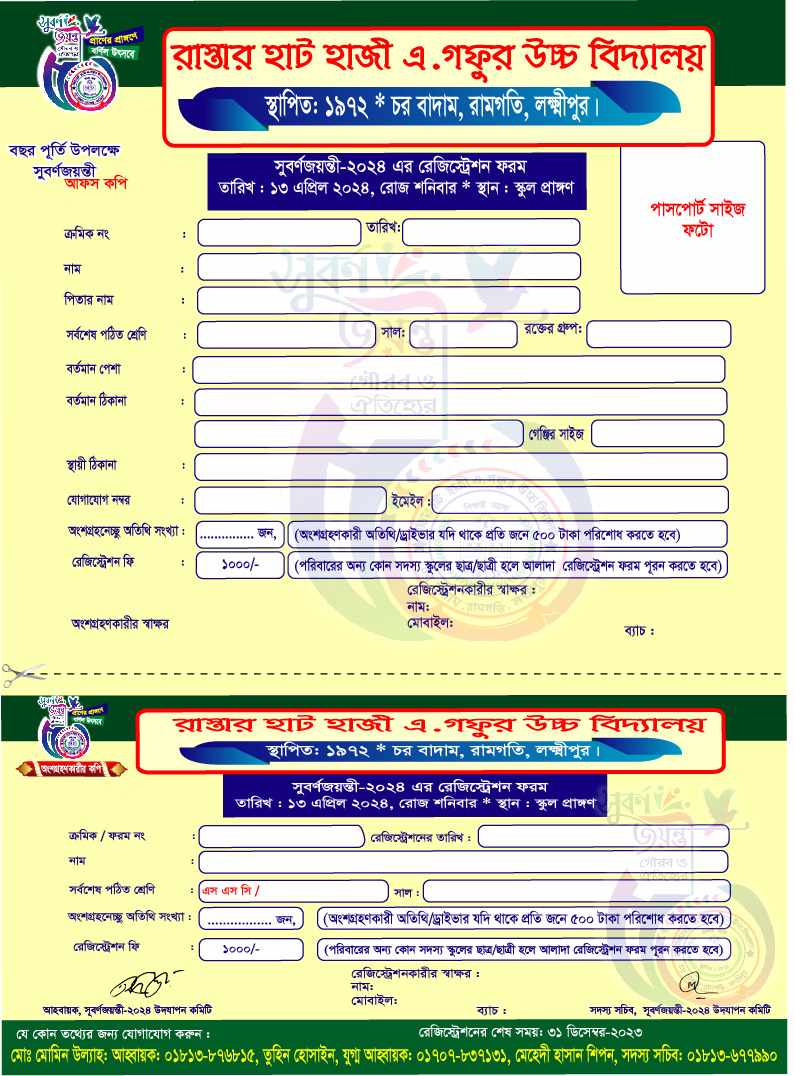 সুবর্ণ
জয়ন্তী
প্রাণের প্রাঙ্গণে
বর্ণিল উৎসবে
গৌরব ও
ঐতিহ্যের
রাস্তার হাট হাজী এ.গফুর উচ্চ বিদ্যালয়
স্থাপিত: ১৯৭২ * চর বাদাম, রামগতি, লক্ষ্মীপুর।
বছর পূর্তি উপলক্ষে
সুবর্ণজয়ন্তী
আফস কপি
সুবর্ণজয়ন্তী-২০২৪ এর রেজিস্ট্রেশন ফরম
তারিখ : ১৩ এপ্রিল ২০২৪, রোজ শনিবার * স্থান : স্কুল প্রাঙ্গণ
পাসপোর্ট সাইজ
ফটো
ক্রমিক নং : তারিখ:
নাম :
পিতার নাম :
সর্বশেষ পঠিত শ্রেণি : সাল: রক্তের গ্রুপ:
বর্তমান পেশা :
বর্তমান ঠিকানা :
গেঞ্জির সাইজ
স্থায়ী ঠিকানা :
যোগাযোগ নম্বর : ইমেইল :
অংশগ্রহনেচ্ছু অতিথি সংখ্যা : ............... জন, (অংশগ্রহণকারী অতিথি/ড্রাইভার যদি থাকে প্রতি জনে ৫০০ টাকা পরিশোধ করতে হবে)
রেজিস্ট্রেশন ফি : ১০০০/- (পরিবারের অন্য কোন সদস্য স্কুলের ছাত্র/ছাত্রী হলে আলাদা রেজিস্ট্রেশন ফরম পূরন করতে হবে)
রেজিস্ট্রেশনকারীর স্বাক্ষর :
নাম:
অংশগ্রহণকারীর স্বাক্ষর মোবাইল: ব্যাচ :
সুবর্ণ
জয়ন্তী
প্রাণের প্রাঙ্গণে
বর্ণিল উৎসবে
অংশগ্রহণকারীর কপি
রাস্তার হাট হাজী এ.গফুর উচ্চ বিদ্যালয়
স্থাপিত: ১৯৭২ * চর বাদাম, রামগতি, লক্ষ্মীপুর।
সুবর্ণজয়ন্তী-২০২৪ এর রেজিস্ট্রেশন ফরম
তারিখ : ১৩ এপ্রিল ২০২৪, রোজ শনিবার * স্থান : স্কুল প্রাঙ্গণ
ক্রমিক / ফরম নং : রেজিস্ট্রেশনের তারিখ :
নাম :
সর্বশেষ পঠিত শ্রেণি : এস এস সি / সাল :
অংশগ্রহনেচ্ছু অতিথি সংখ্যা : ................. জন, (অংশগ্রহণকারী অতিথি/ড্রাইভার যদি থাকে প্রতি জনে ৫০০ টাকা পরিশোধ করতে হবে)
রেজিস্ট্রেশন ফি : ১০০০/- (পরিবারের অন্য কোন সদস্য স্কুলের ছাত্র/ছাত্রী হলে আলাদা রেজিস্ট্রেশন ফরম পূরন করতে হবে)
রেজিস্ট্রেশনকারীর স্বাক্ষর :
নাম:
মোবাইল:
আহবায়ক, সূবর্ণজয়ন্তী-২০২৪ উদযাপন কমিটি ব্যাচ : সদস্য সচিব, সূবর্ণজয়ন্তী-২০২৪ উদযাপন কমিটি
যে কোন তথ্যের জন্য যোগাযোগ করুন : রেজিস্ট্রেশনের শেষ সময়: ৩১ ডিসেম্বর-২০২৩
মোঃ মোমিন উল্যাহ: আহ্বায়ক: ০১৮১৩-৮৭৬৮১৫, তুহিন হোসাইন, যুগ্ম আহ্বায়ক: ০১৭০৭-৮৩৭১৩১, মেহেদী হাসান শিপন, সদস্য সচিব: ০১৮১৩-৬৭৭৯৯০